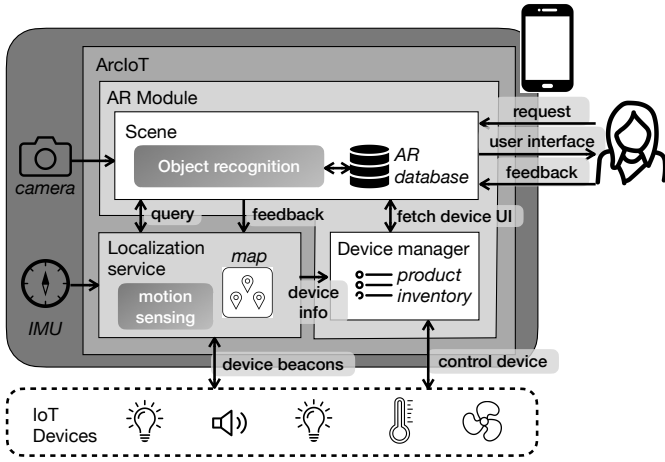 ArcIoT
AR Module
Scene
Object recognition
AR
database
request
user interface
feedback
camera
query
feedback
fetch device UI
Localization
service
map
motion
sensing
device
info
Device manager
product
inventory
IMU
device beacons
control device
IoT
Devices